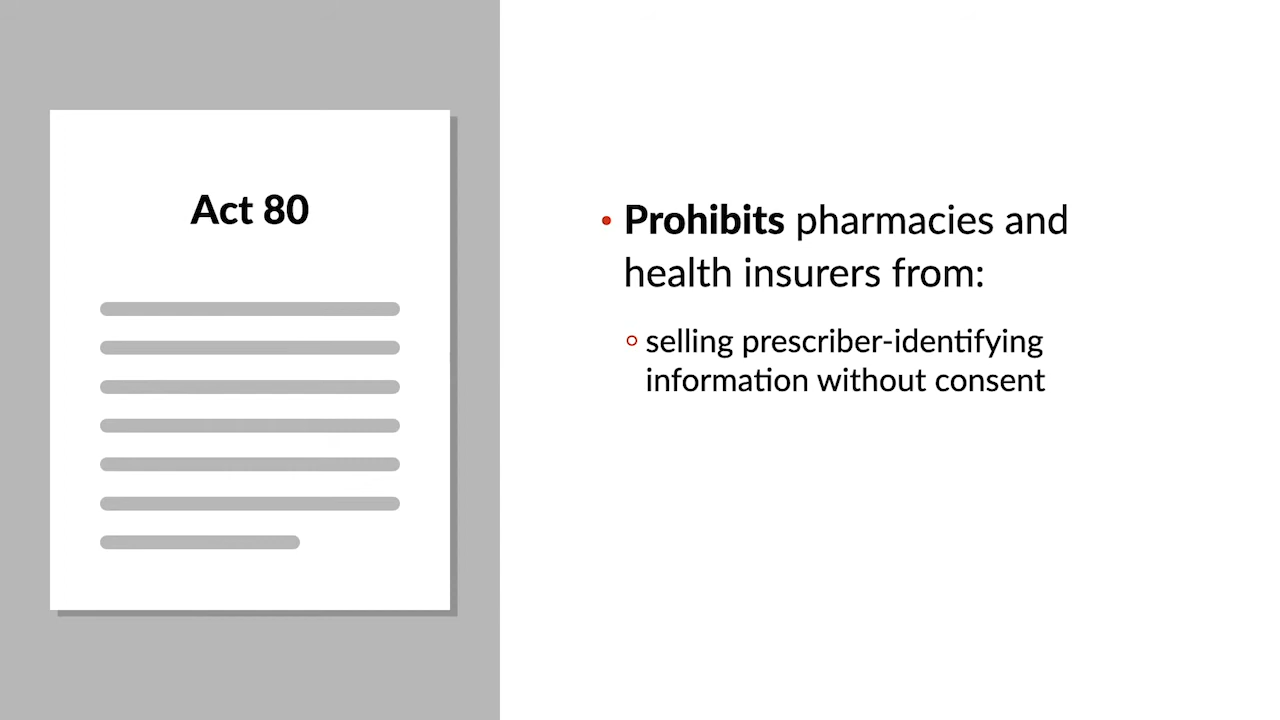 Act 80
• Prohibits pharmacies and
health insurers from:
○ selling prescriber-identifying
information without consent